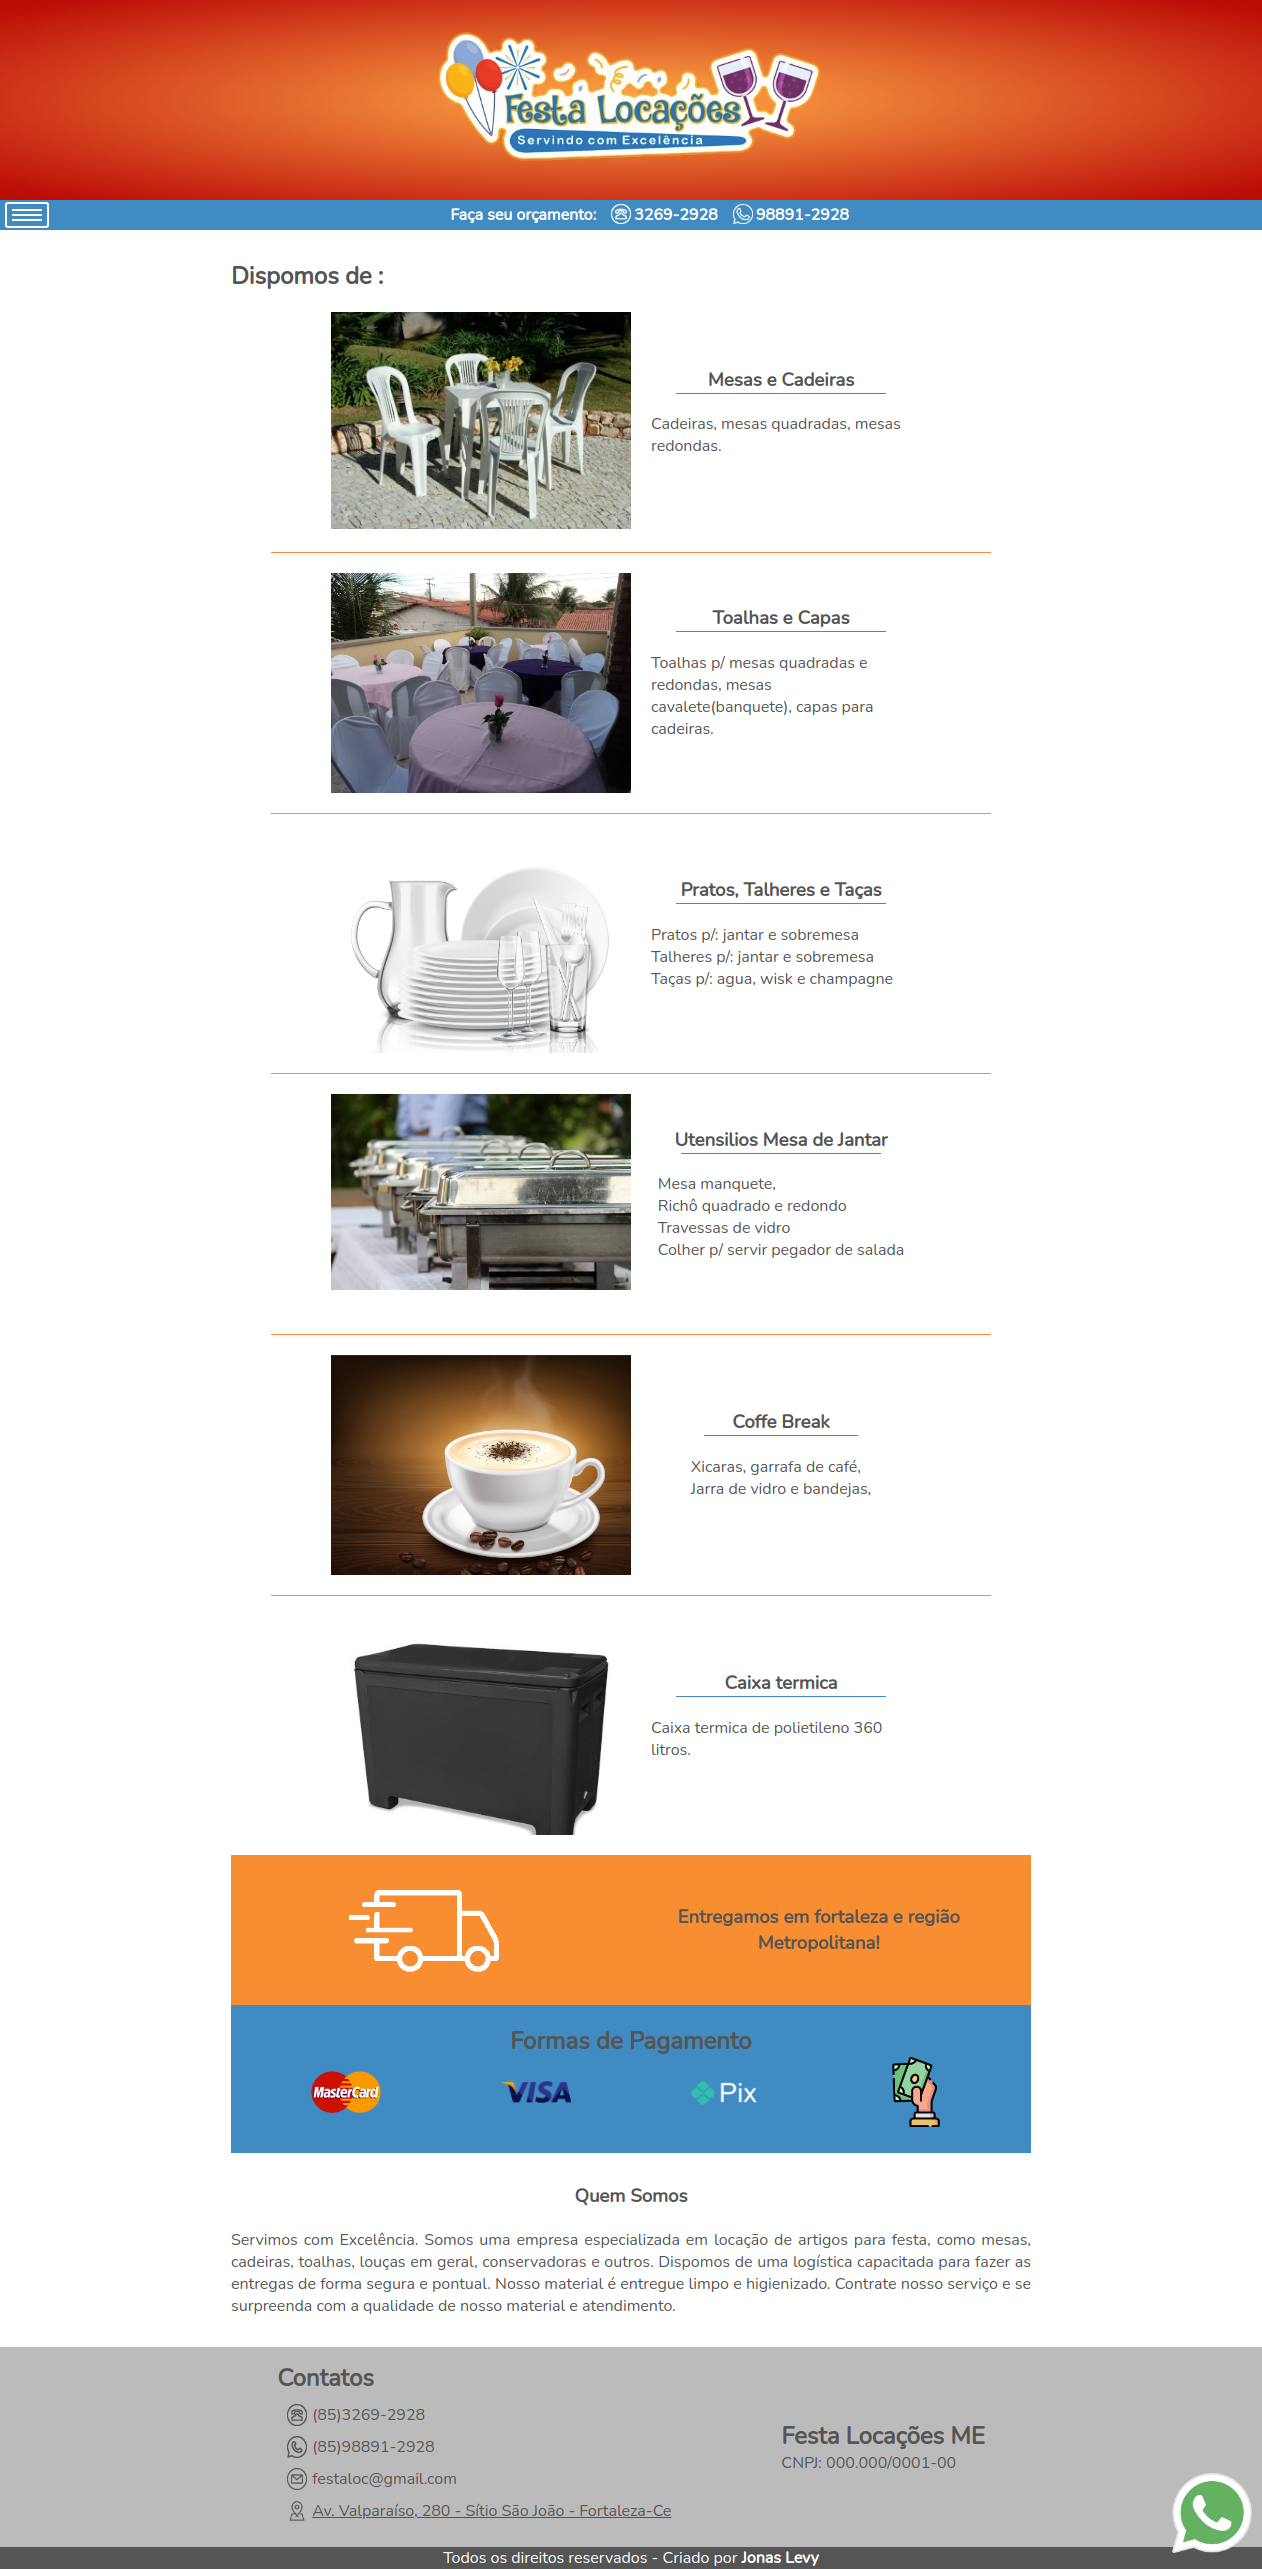 Festa Locações
Servindo com Excelência
Faça seu orçamento: 3269-2928 98891-2928
Dispomos de :
Mesas e Cadeiras
Cadeiras, mesas quadradas, mesas
redondas.
Toalhas e Capas
Toalhas p/ mesas quadradas e
redondas, mesas
cavalete(banquete), capas para
cadeiras.
Pratos, Talheres e Taças
Pratos p/: jantar e sobremesa
Talheres p/: jantar e sobremesa
Taças p/: agua, wisk e champagne
Utensilios Mesa de Jantar
Mesa manquete,
Richô quadrado e redondo
Travessas de vidro
Colher p/ servir pegador de salada
Coffe Break
Xicaras, garrafa de café,
Jarra de vidro e bandejas,
Caixa termica
Caixa termica de polietileno 360
litros.
Entregamos em fortaleza e região
Metropolitana!
Formas de Pagamento
MasterCard VISA Pix
Quem Somos
Servimos com Excelência. Somos uma empresa especializada em locação de artigos para festa, como mesas,
cadeiras, toalhas, louças em geral, conservadoras e outros. Dispomos de uma logística capacitada para fazer as
entregas de forma segura e pontual. Nosso material é entregue limpo e higienizado. Contrate nosso serviço e se
surpreenda com a qualidade de nosso material e atendimento.
Contatos
(85)3269-2928
(85)98891-2928
festaloc@gmail.com
Av. Valparaíso, 280 - Sítio São João - Fortaleza-Ce
Festa Locações ME
CNPJ: 000.000/0001-00
Todos os direitos reservados - Criado por Jonas Levy